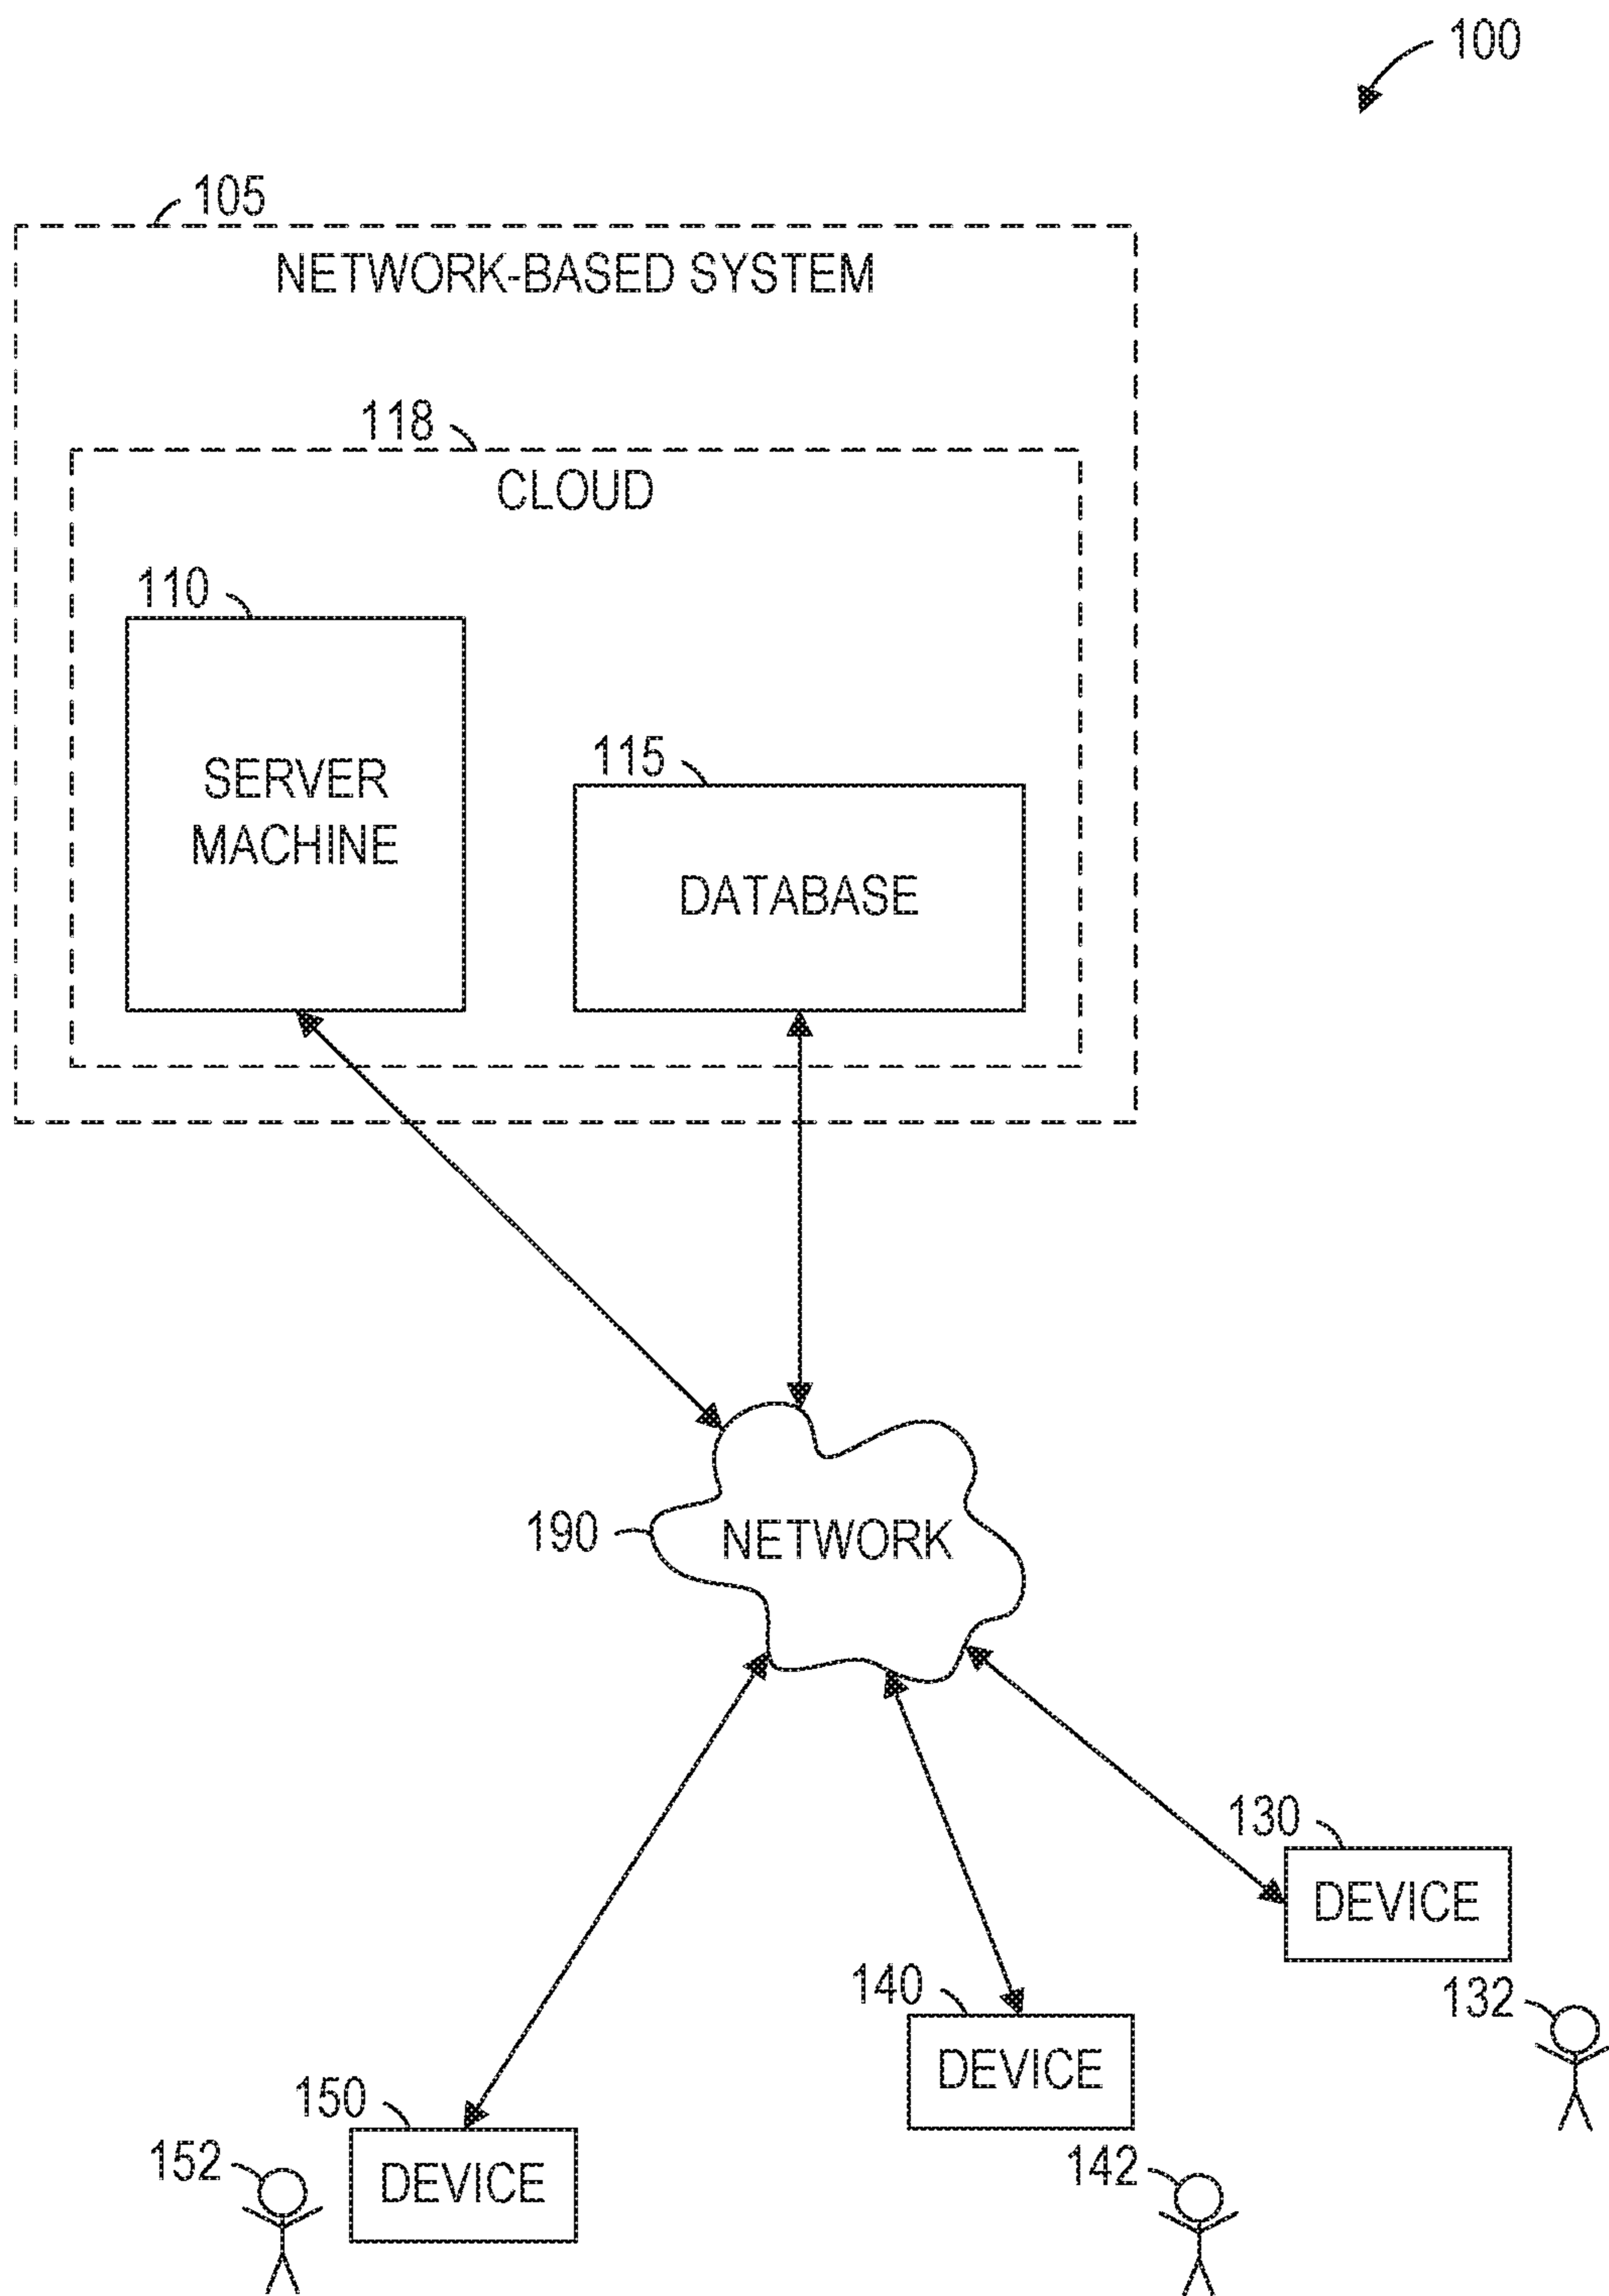 100
105
NETWORK-BASED SYSTEM
118
CLOUD
110
SERVER
MACHINE
115
DATABASE
190
NETWORK
130
DEVICE
132
140
DEVICE
142
150
DEVICE
152